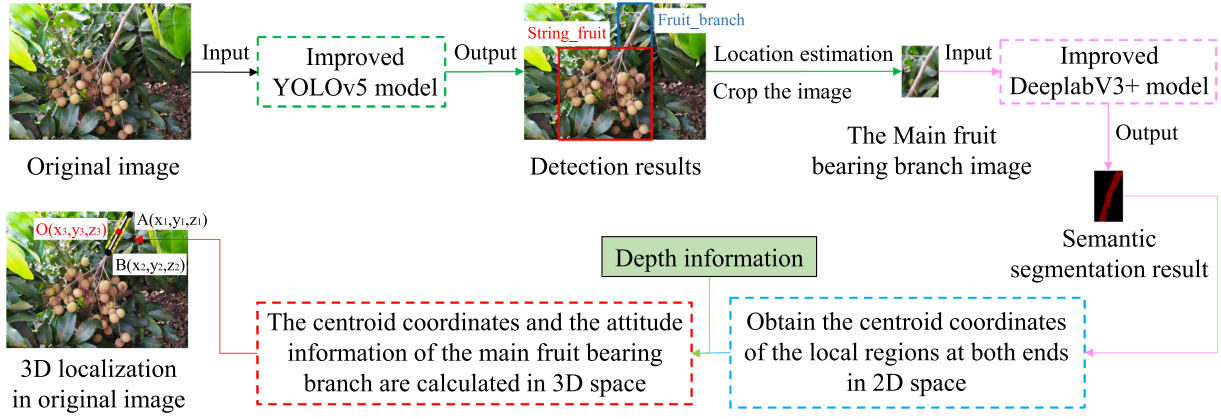 Input
Improved
YOLOv5 model
Output
String_fruit
Fruit_branch
Location estimation
Crop the image
Input
Improved
DeeplabV3+ model
Original image
Detection results
The Main fruit
bearing branch image
Output
Semantic
segmentation result
Obtain the centroid coordinates
of the local regions at both ends
in 2D space
Depth information
The centroid coordinates and the attitude
information of the main fruit bearing
branch are calculated in 3D space
A(x₁,y₁,z₁)
O(x₃,y₃,z₃)
B(x₂,y₂,z₂)
3D localization
in original image